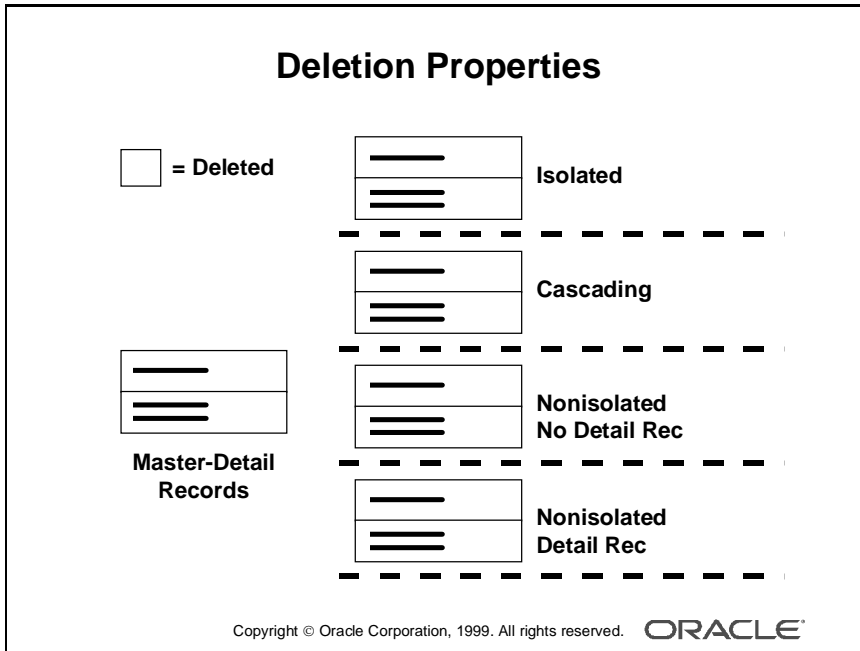 Deletion Properties
= Deleted
Isolated
Cascading
Master-Detail
Records
Nonisolated
No Detail Rec
Nonisolated
Detail Rec
Copyright © Oracle Corporation, 1999. All rights reserved. ORACLE®